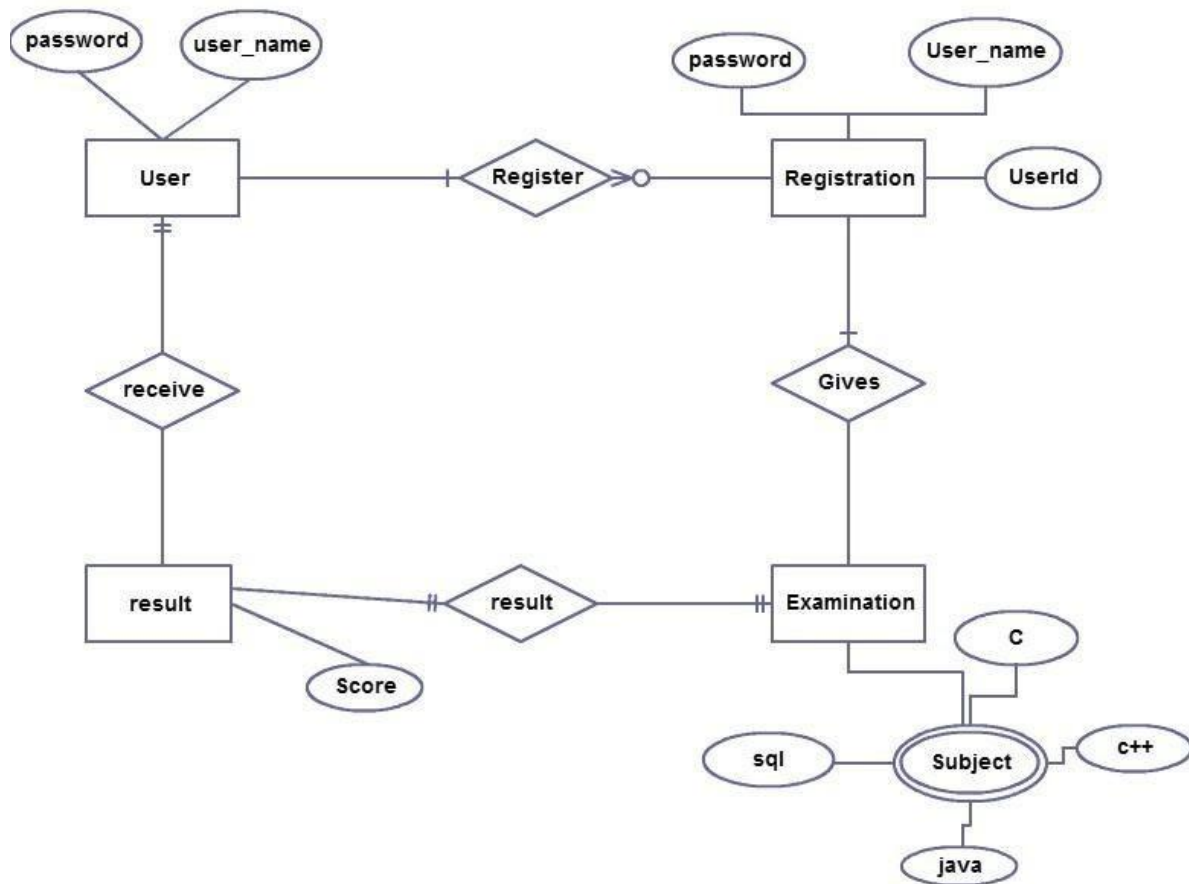 password
user_name
password
User_name
User
Register
Registration
UserId
receive
Gives
result
result
Examination
Score
C
sql
Subject
c++
java